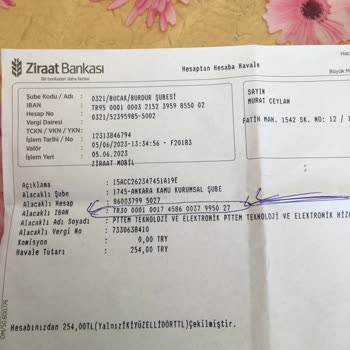 Ziraat Bankası
Bir bankadan daha fazlası
Hesaptan Hesaba Havale
Büyük M
Şube Kodu / Adı : 0321/BUCAK/BURDUR ŞUBESİ
IBAN : TR95 0001 0003 2152 3959 8550 02
Hesap No : 0321/52395985-5002
Vergi Dairesi :
TCKN / VKN / YKN: 12313846794
İşlem Tarihi / No : 05/06/2023-13:34:56 - F20183
Valör : 05.06.2023
İşlem Yeri : ZİRAAT MOBİL
SAYIN
MURAT CEYLAN
FATİH MAH. 1542 SK. NO: 12 / 1
Açıklama : 15ACC262347451A19E
Alacaklı Şube : 1745-ANKARA KAMU KURUMSAL ŞUBE
Alacaklı Hesap : 86003799 5027
Alacaklı IBAN : TR30 0001 0017 4586 0037 9950 27
Alacaklı Adı Soyadı : PTTEM TEKNOLOJİ VE ELEKTRONİK PTTEM TEKNOLOJİ VE ELEKTRONİK HİZM
Alacaklı Vergi No : 7330638410
Komisyon : 0,00 TRY
Havale Tutarı : 254,00 TRY
Hesabınızdan 254,00TL(YalnızİKİYÜZELLİDÖRTTL)Çekilmiştir.